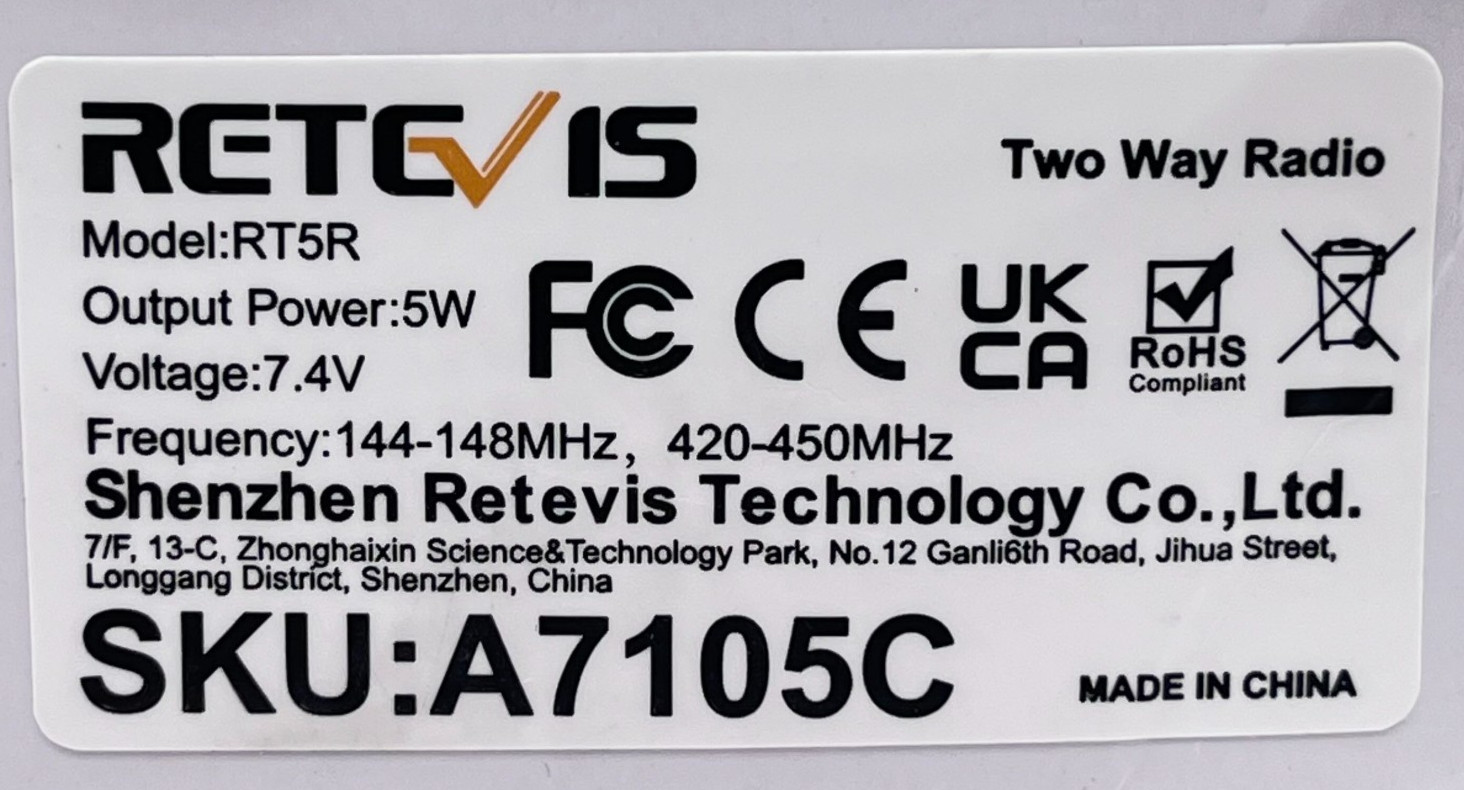 RETEVIS
Two Way Radio
Model:RT5R
Output Power:5W
Voltage:7.4V
FC CE UK CA RoHS Compliant
Frequency:144-148MHz, 420-450MHz
Shenzhen Retevis Technology Co.,Ltd.
7/F, 13-C, Zhonghaixin Science&Technology Park, No.12 Ganli6th Road, Jihua Street,
Longgang District, Shenzhen, China
SKU:A7105C
MADE IN CHINA